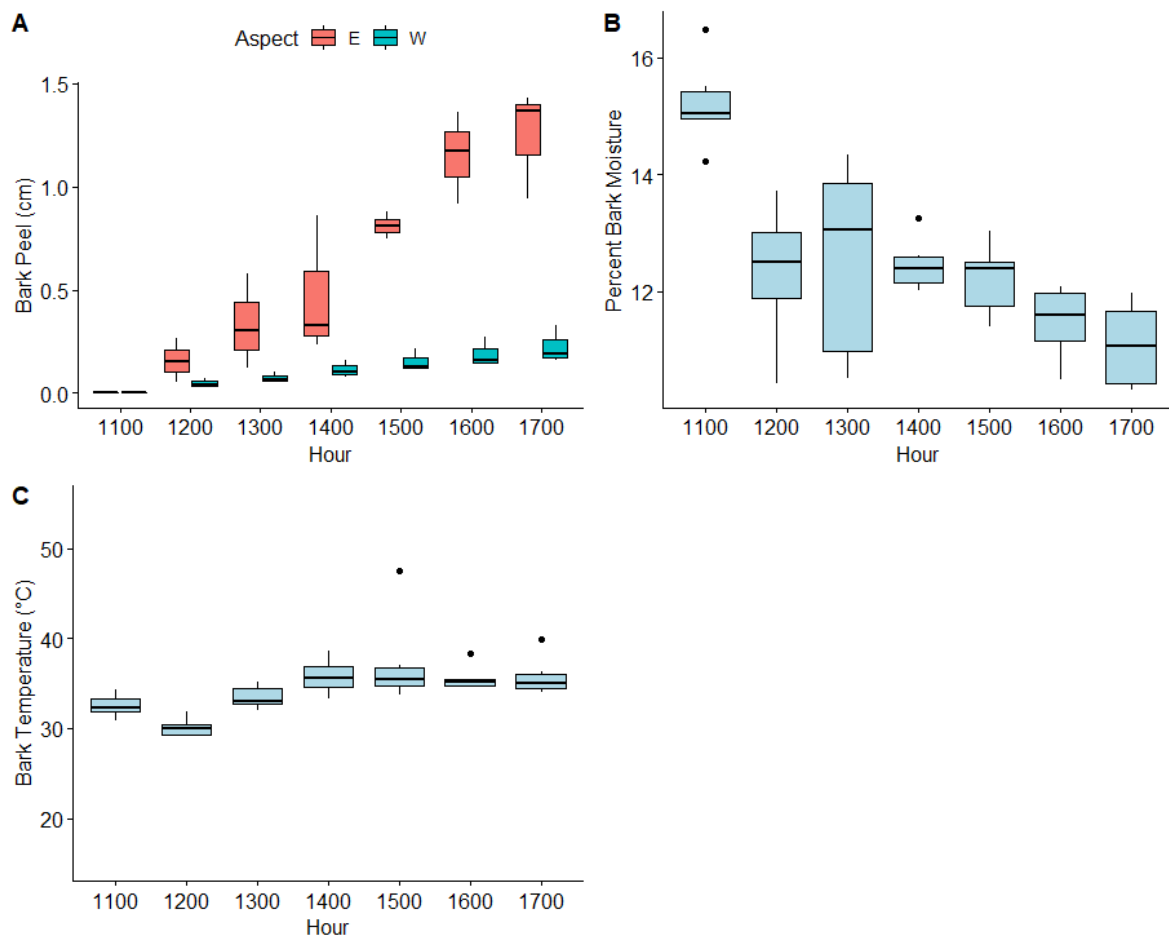 A
Aspect E W
Bark Peel (cm)
1.5
1.0
0.5
0.0
1100 1200 1300 1400 1500 1600 1700
Hour
B
Percent Bark Moisture
16
14
12
1100 1200 1300 1400 1500 1600 1700
Hour
C
Bark Temperature (°C)
50
40
30
20
1100 1200 1300 1400 1500 1600 1700
Hour